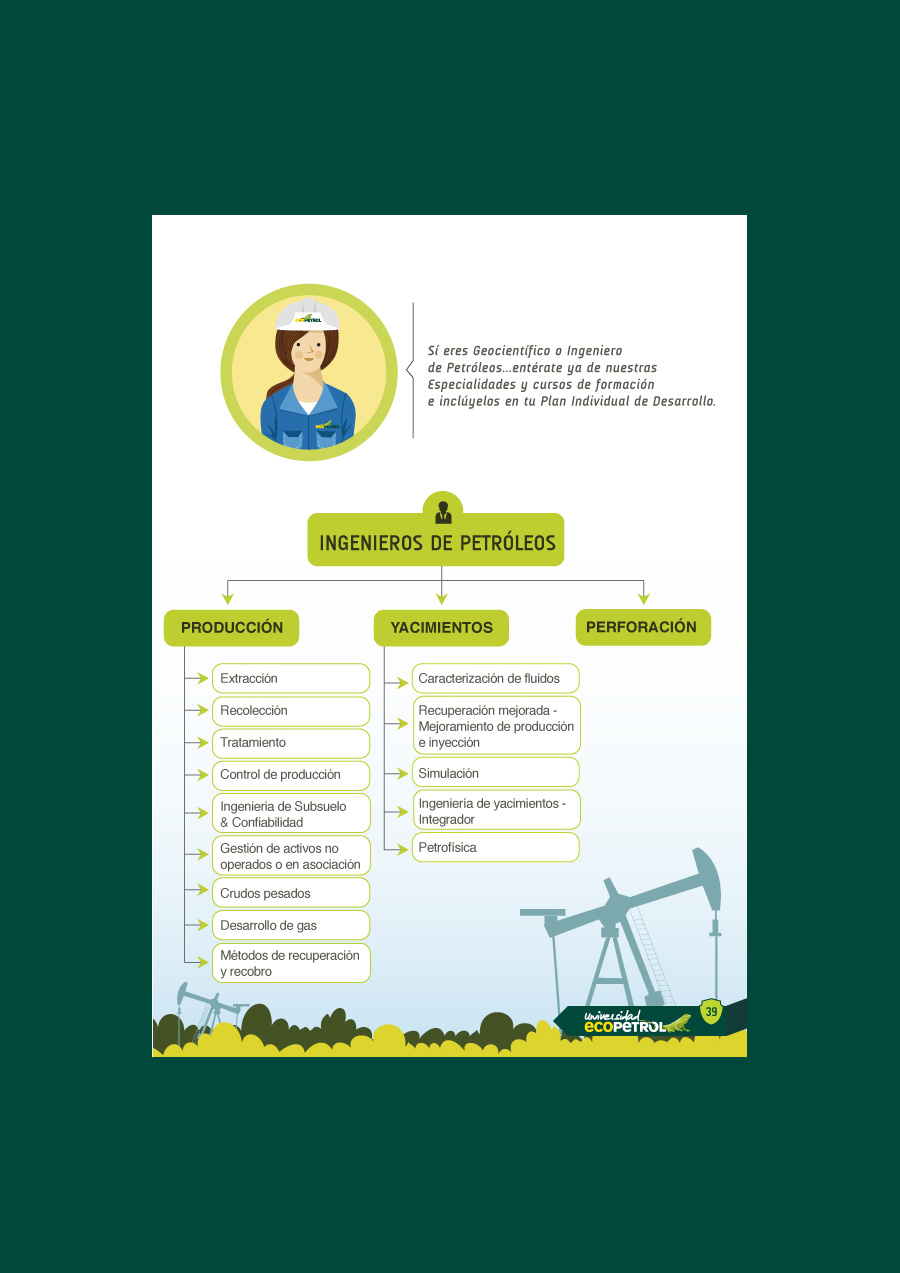 ecoPETROL
ecoPETROL
Sí eres Geocientífico o Ingeniero
de Petróleos...entérate ya de nuestras
Especialidades y cursos de formación
e inclúyelos en tu Plan Individual de Desarrollo.
INGENIEROS DE PETRÓLEOS
PRODUCCIÓN
YACIMIENTOS
PERFORACIÓN
Extracción
Recolección
Tratamiento
Control de producción
Ingenieria de Subsuelo
& Confiabilidad
Gestión de activos no
operados o en asociación
Crudos pesados
Desarrollo de gas
Métodos de recuperación
y recobro
Caracterización de fluidos
Recuperación mejorada -
Mejoramiento de producción
e inyección
Simulación
Ingeniería de yacimientos -
Integrador
Petrofísica
universidad
ecoPETROL
39